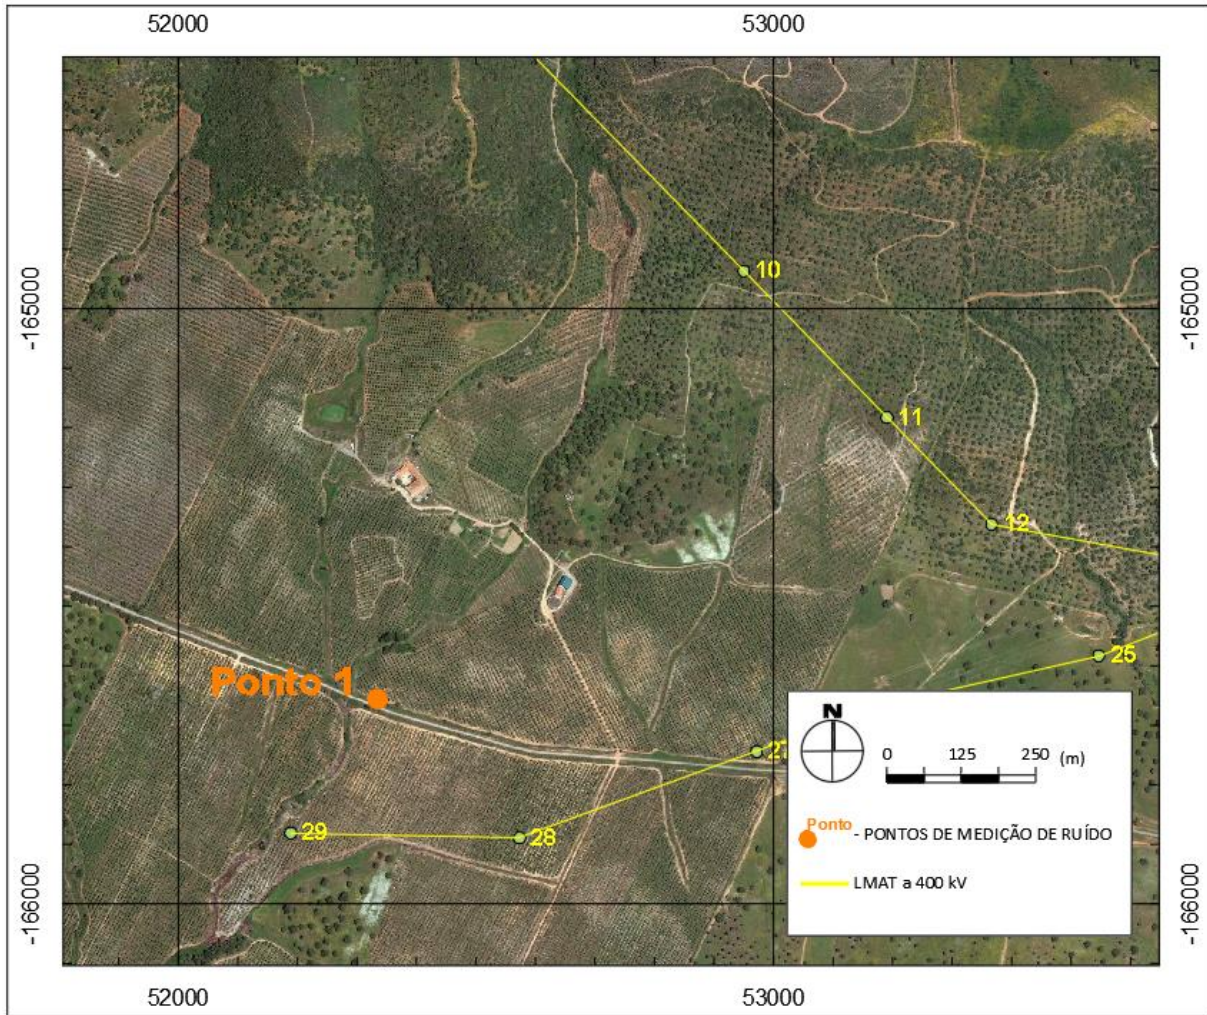 52000 53000
-165000 -165000
10
11
12
25
Ponto 1
27
29 28
N
0 125 250 (m)
Ponto
- PONTOS DE MEDIÇÃO DE RUÍDO
LMAT a 400 kV
-166000 -166000
52000 53000